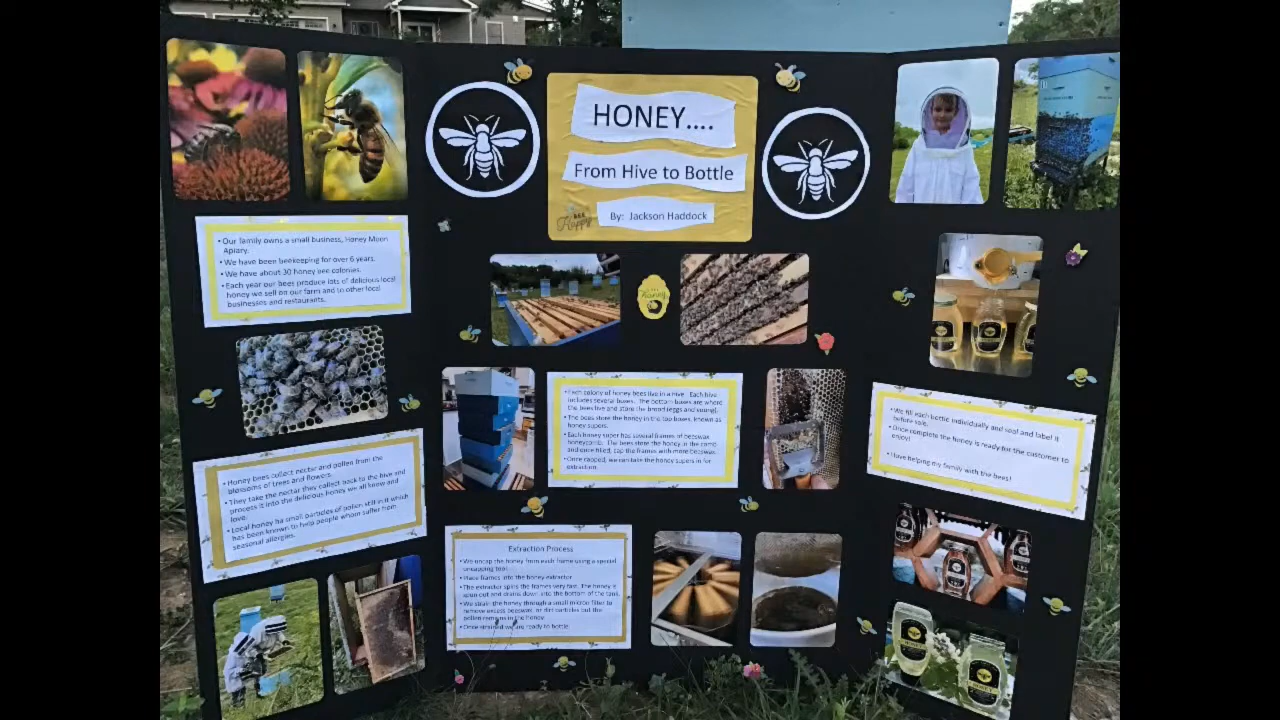 HONEY....
From Hive to Bottle
By: Jackson Haddock
BEE
Happy
• Our family owns a small business, Honey Moon
Apiary.
• We have been beekeeping for over 6 years.
• We have about 30 honey bee colonies.
• Each year our bees produce lots of delicious local
honey we sell on our farm and to other local
businesses and restaurants.
• Honey bees collect nectar and pollen from the
blossoms of trees and flowers.
• They take the nectar they collect back to the hive and
process it into the delicious honey we all know and
love.
• Local honey has small particles of pollen still in it which
has been known to help people whom suffer from
seasonal allergies.
honey
• Each colony of honey bees live in a hive. Each hive
includes several boxes. The bottom boxes are where
the bees live and store the brood (eggs and young).
• The bees store the honey in the top boxes, known as
honey supers.
• Each honey super has several frames of beeswax
honeycomb. The bees store the honey in the comb
and once filled, cap the frames with more beeswax.
• Once capped, we can take the honey supers in for
extraction.
Extraction Process
• We uncap the honey from each frame using a special
uncapping tool.
• Place frames into the honey extractor.
• The extractor spins the frames very fast. The honey is
spun out and drains down into the bottom of the tank.
• We strain the honey through a small micron filter to
remove excess beeswax, or dirt particles but the
pollen remains in the honey.
• Once strained we are ready to bottle.
• We fill each bottle individually and seal and label it
before sale.
• Once complete the honey is ready for the customer to
enjoy!
• I have helping my family with the bees!
HONEY
HONEY